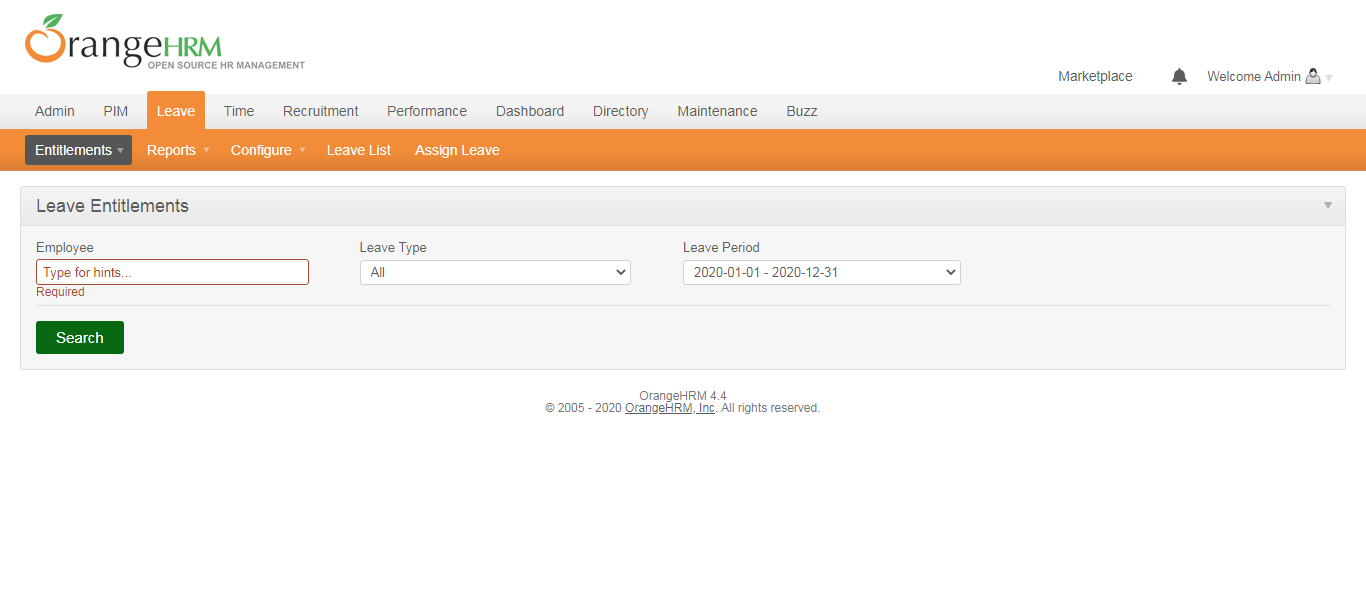 OrangeHRM
OPEN SOURCE HR MANAGEMENT
Marketplace Welcome Admin
Admin PIM Leave Time Recruitment Performance Dashboard Directory Maintenance Buzz
Entitlements Reports Configure Leave List Assign Leave
Leave Entitlements
Employee Leave Type Leave Period
Type for hints... All 2020-01-01 - 2020-12-31
Required
Search
OrangeHRM 4.4
© 2005 - 2020 OrangeHRM, Inc. All rights reserved.